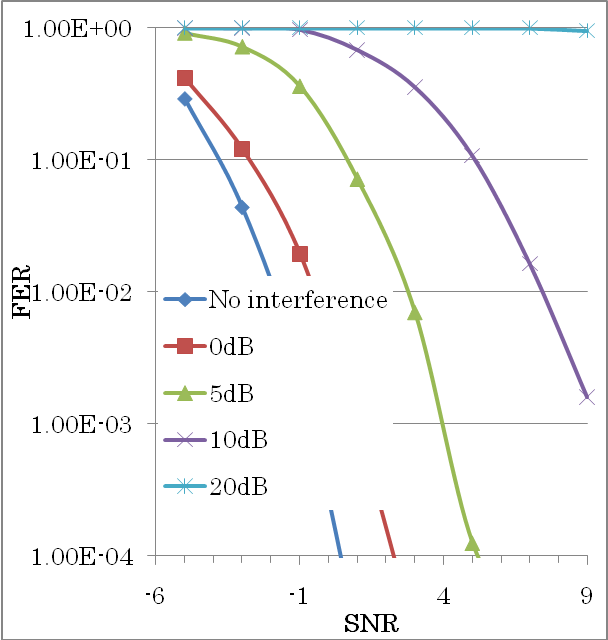 1.00E+00
1.00E-01
1.00E-02
1.00E-03
1.00E-04
FER
No interference
0dB
5dB
10dB
20dB
-6 -1 4 9
SNR